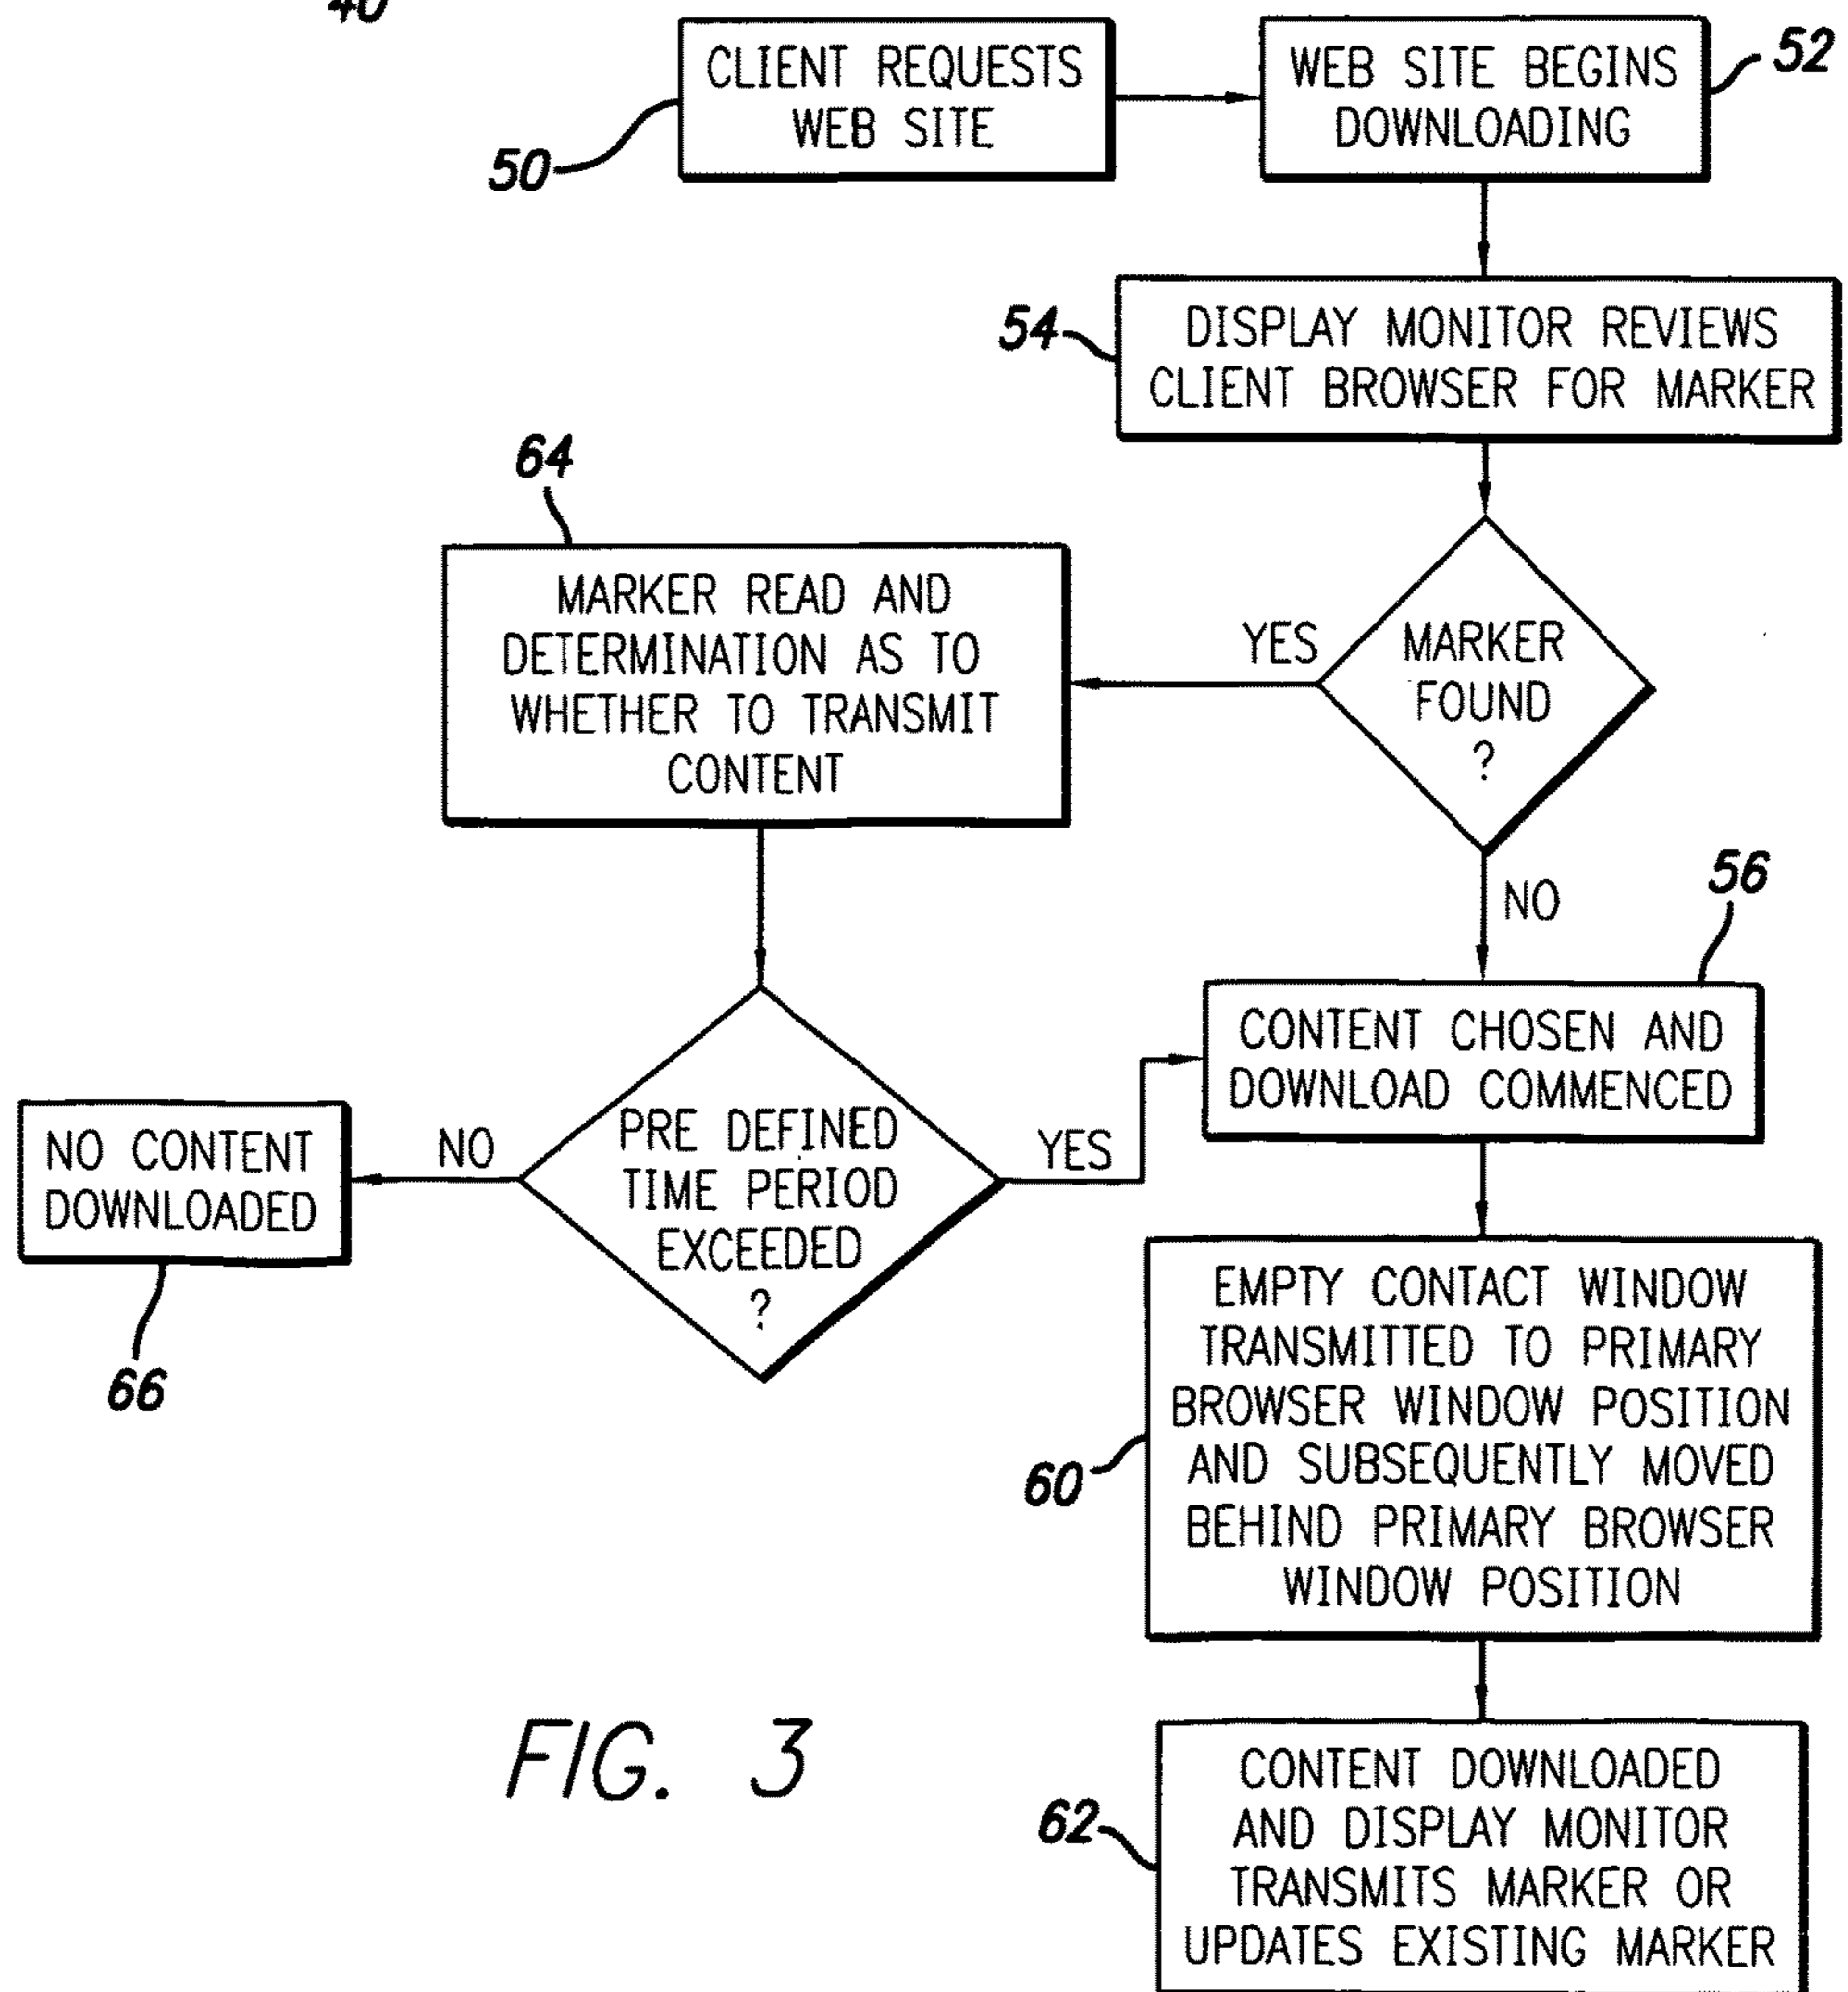 40
CLIENT REQUESTS
WEB SITE
50
WEB SITE BEGINS
DOWNLOADING
52
54
DISPLAY MONITOR REVIEWS
CLIENT BROWSER FOR MARKER
64
MARKER READ AND
DETERMINATION AS TO
WHETHER TO TRANSMIT
CONTENT
YES
MARKER
FOUND
?
NO
56
CONTENT CHOSEN AND
DOWNLOAD COMMENCED
NO CONTENT
DOWNLOADED
66
NO
PRE DEFINED
TIME PERIOD
EXCEEDED
?
YES
EMPTY CONTACT WINDOW
TRANSMITTED TO PRIMARY
BROWSER WINDOW POSITION
AND SUBSEQUENTLY MOVED
BEHIND PRIMARY BROWSER
WINDOW POSITION
60
FIG. 3
62
CONTENT DOWNLOADED
AND DISPLAY MONITOR
TRANSMITS MARKER OR
UPDATES EXISTING MARKER